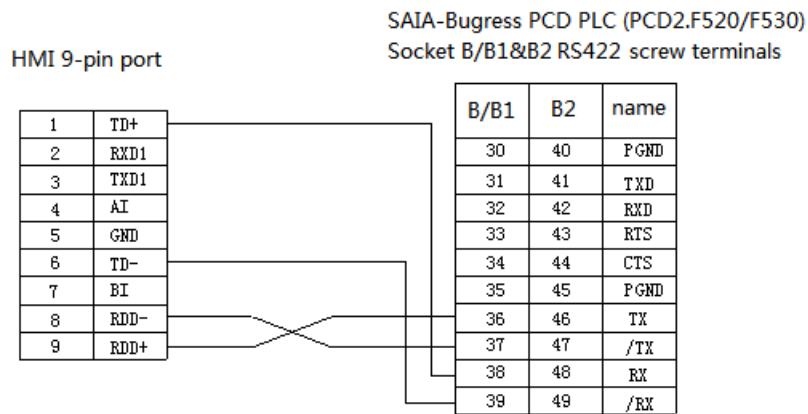 SAIA-Bugress PCD PLC (PCD2.F520/F530)
Socket B/B1&B2 RS422 screw terminals
HMI 9-pin port
1 TD+
2 RXD1
3 TXD1
4 AI
5 GND
6 TD-
7 BI
8 RDD-
9 RDD+
B/B1 B2 name
30 40 PGND
31 41 TXD
32 42 RXD
33 43 RTS
34 44 CTS
35 45 PGND
36 46 TX
37 47 /TX
38 48 RX
39 49 /RX